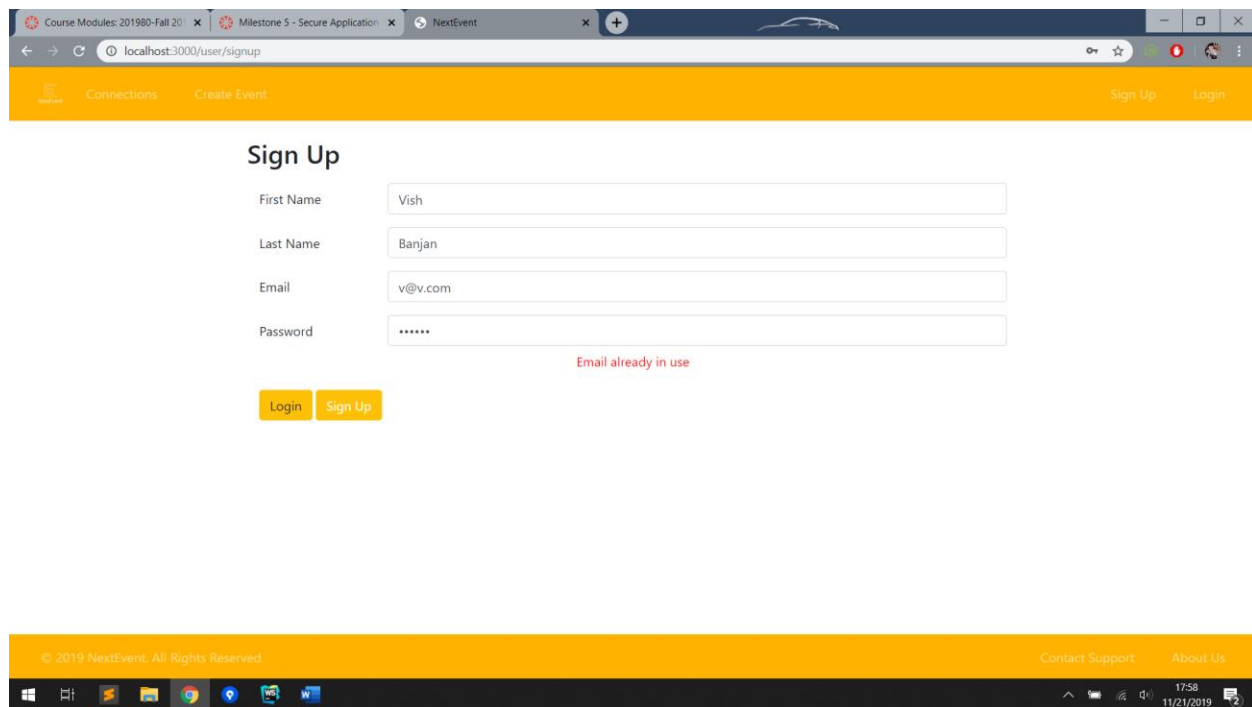 Course Modules: 201980-Fall 201
Milestone 5 - Secure Application
NextEvent
localhost:3000/user/signup
Connections
Create Event
Sign Up
Login
Sign Up
First Name
Vish
Last Name
Banjan
Email
v@v.com
Password
••••••
Email already in use
Login
Sign Up
© 2019 NextEvent. All Rights Reserved
Contact Support
About Us
17:58
11/21/2019